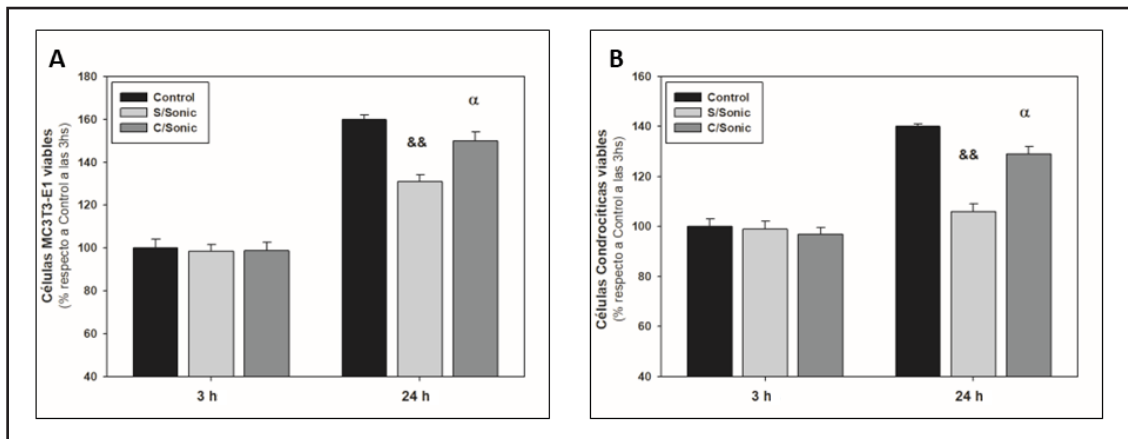 A
Células MC3T3-E1 viables
(% respecto a Control a las 3hs)
180
160
140
120
100
80
60
40
Control
S/Sonic
C/Sonic
&&
α
3 h
24 h
B
Células Condrocíticas viables
(% respecto a Control a las 3hs)
160
140
120
100
80
60
40
Control
S/Sonic
C/Sonic
&&
α
3 h
24 h